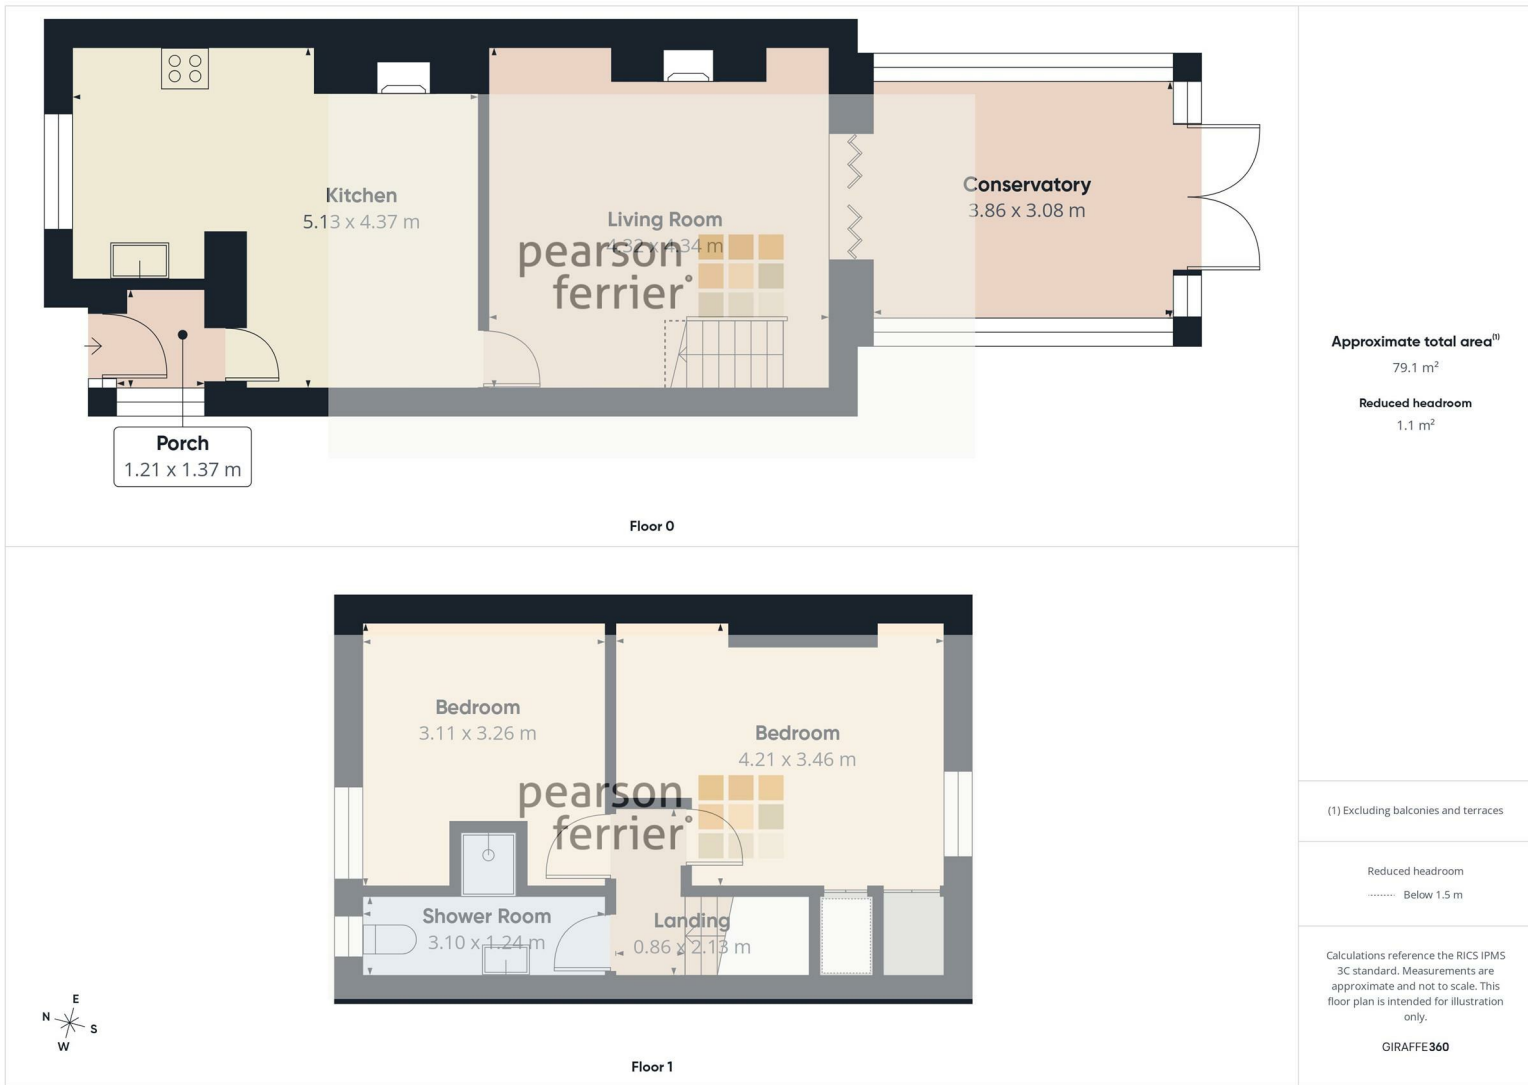 Kitchen
5.13 x 4.37 m
Living Room
4.32 x 4.34 m
Conservatory
3.86 x 3.08 m
pearson
ferrier
Porch
1.21 x 1.37 m
Floor 0
Approximate total area(1)
79.1 m²
Reduced headroom
1.1 m²
Bedroom
3.11 x 3.26 m
Bedroom
4.21 x 3.46 m
pearson
ferrier
Shower Room
3.10 x 1.24 m
Landing
0.86 x 2.13 m
E
N
S
W
Floor 1
(1) Excluding balconies and terraces
Reduced headroom
Below 1.5 m
Calculations reference the RICS IPMS
3C standard. Measurements are
approximate and not to scale. This
floor plan is intended for illustration
only.
GIRAFFE360